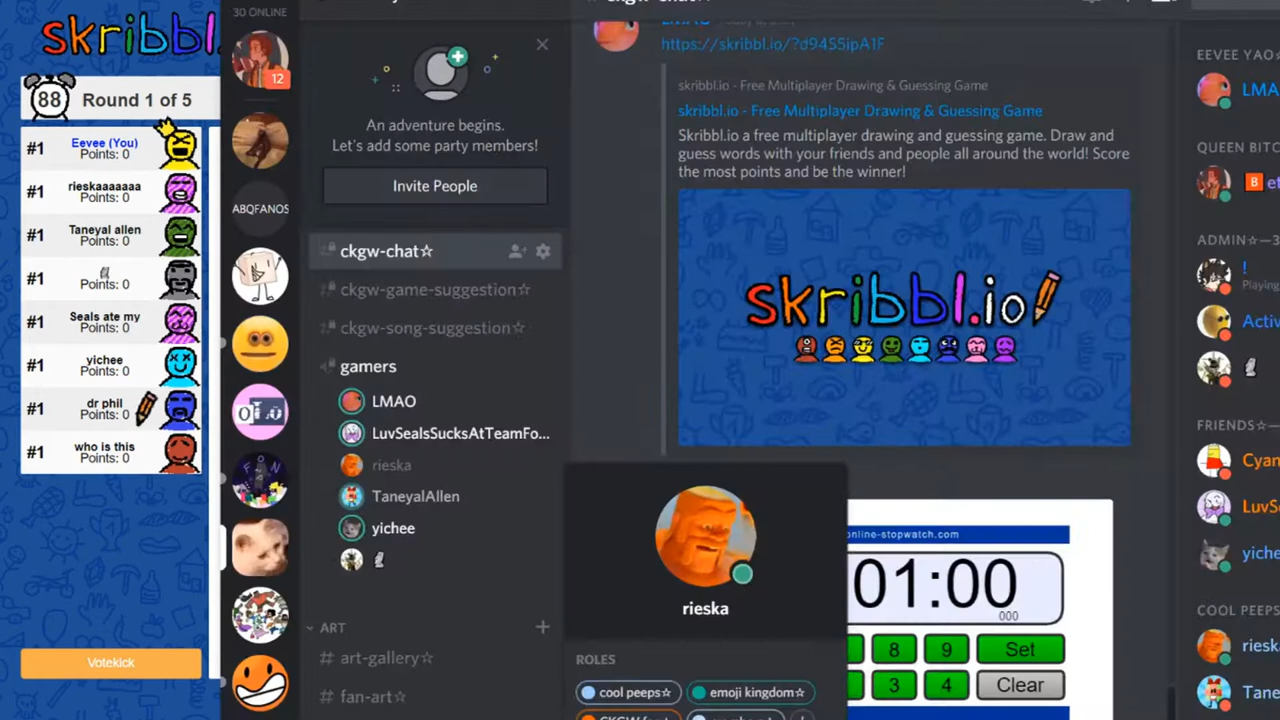 skribbl.
88
Round 1 of 5
#1
Eevee (You)
Points: 0
#1
rieskaaaaaaa
Points: 0
#1
Taneyal allen
Points: 0
#1
Points: 0
#1
Seals ate my
Points: 0
#1
yichee
Points: 0
#1
dr phil
Points: 0
#1
who is this
Points: 0
Votekick
30 ONLINE
12
ABQFANOS
OLO
FON
An adventure begins.
Let's add some party members!
Invite People
ckgw-chat☆
ckgw-game-suggestion☆
ckgw-song-suggestion☆
gamers
LMAO
LuvSealsSucksAtTeamFo...
rieska
TaneyalAllen
yichee
ART
# art-gallery☆
# fan-art☆
LMAO
https://skribbl.io/?d9455ipA1F
skribbl.io - Free Multiplayer Drawing & Guessing Game
skribbl.io - Free Multiplayer Drawing & Guessing Game
Skribbl.io a free multiplayer drawing and guessing game. Draw and
guess words with your friends and people all around the world! Score
the most points and be the winner!
skribbl.io
rieska
ROLES
cool peeps☆
emoji kingdom☆
online-stopwatch.com
01:00
000
8
9
Set
3
4
Clear
EEVEE YAO☆
LMA
QUEEN BITC
B et
ADMIN☆—3
!
Playing
Activ
FRIENDS☆—
Cyan
LuvS
yiche
COOL PEEPS
rieska
Tane